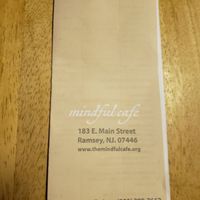 mindful cafe
183 E. Main Street
Ramsey, NJ. 07446
www.themindfulcafe.org